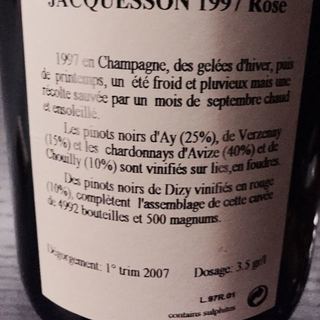 JACQUESSON 1997 Rosé
1997 en Champagne, des gelées d'hiver, puis
de printemps, un été froid et pluvieux mais une
récolte sauvée par un mois de septembre chaud
et ensoleillé.
Les pinots noirs d'Ay (25%), de Verzenay
(15%) et les chardonnays d'Avize (40%) et de
Chouilly (10%) sont vinifiés sur lies,en foudres.
Des pinots noirs de Dizy vinifiés en rouge
(10%), complètent l'assemblage de cette cuvée
de 4992 bouteilles et 500 magnums.
Dégorgement: 1° trim 2007 Dosage: 3.5 gr/l
L.97R.01
contains sulphites